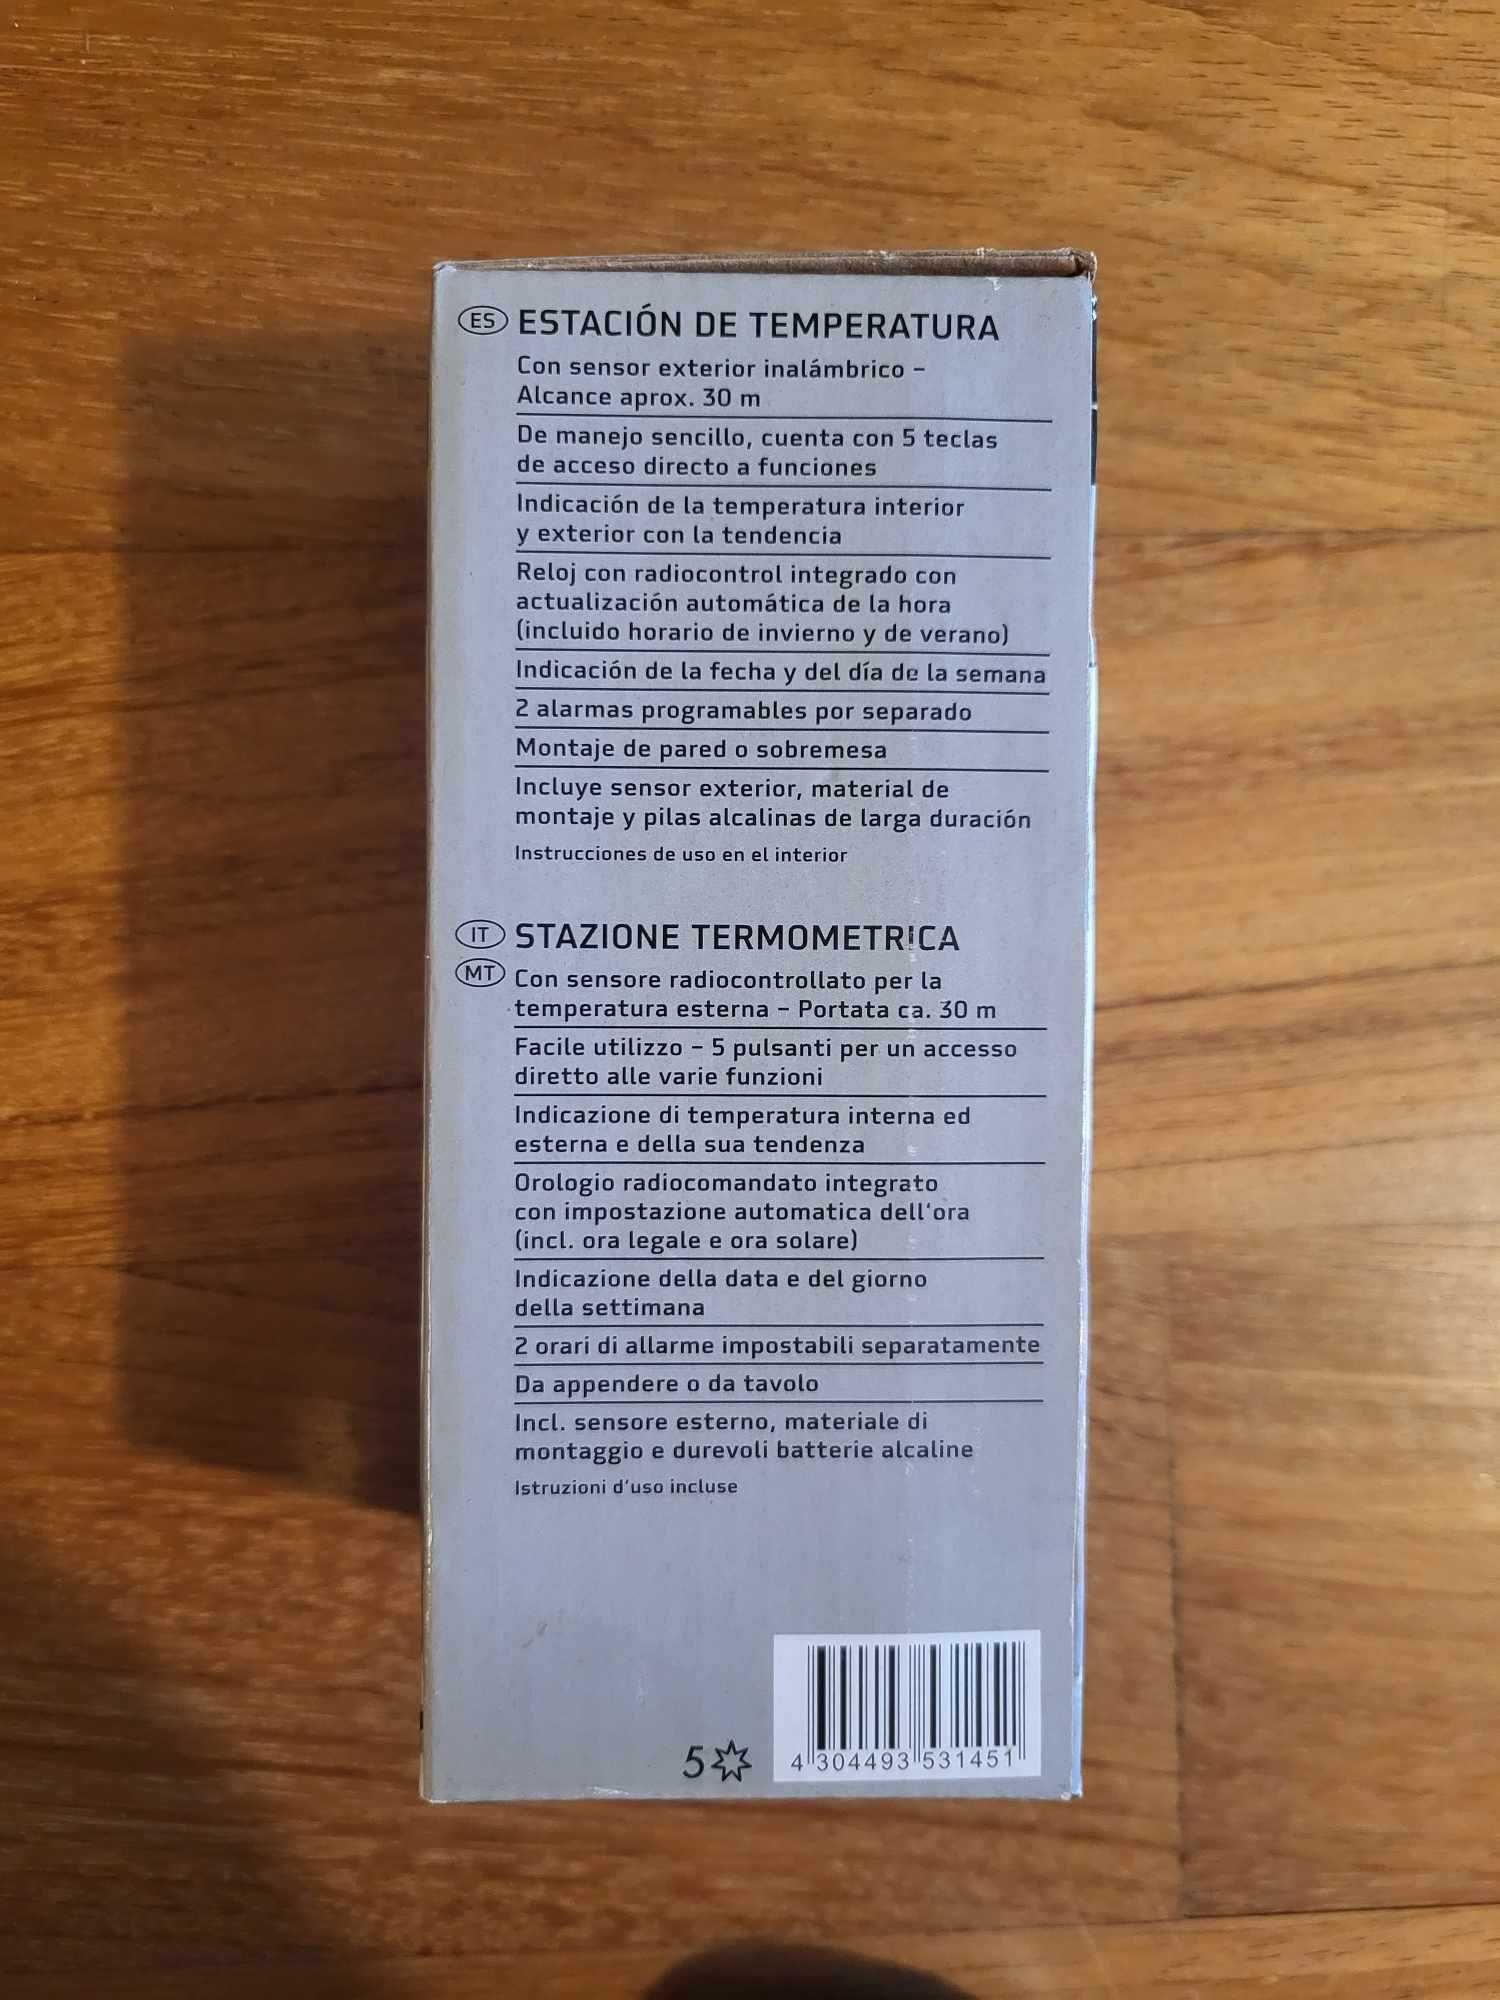 ES ESTACIÓN DE TEMPERATURA
Con sensor exterior inalámbrico –
Alcance aprox. 30 m
De manejo sencillo, cuenta con 5 teclas
de acceso directo a funciones
Indicación de la temperatura interior
y exterior con la tendencia
Reloj con radiocontrol integrado con
actualización automática de la hora
(incluido horario de invierno y de verano)
Indicación de la fecha y del día de la semana
2 alarmas programables por separado
Montaje de pared o sobremesa
Incluye sensor exterior, material de
montaje y pilas alcalinas de larga duración
Instrucciones de uso en el interior
IT STAZIONE TERMOMETRICA
MT Con sensore radiocontrollato per la
temperatura esterna – Portata ca. 30 m
Facile utilizzo – 5 pulsanti per un accesso
diretto alle varie funzioni
Indicazione di temperatura interna ed
esterna e della sua tendenza
Orologio radiocomandato integrato
con impostazione automatica dell'ora
(incl. ora legale e ora solare)
Indicazione della data e del giorno
della settimana
2 orari di allarme impostabili separatamente
Da appendere o da tavolo
Incl. sensore esterno, materiale di
montaggio e durevoli batterie alcaline
Istruzioni d'uso incluse
5
4 304493 531451